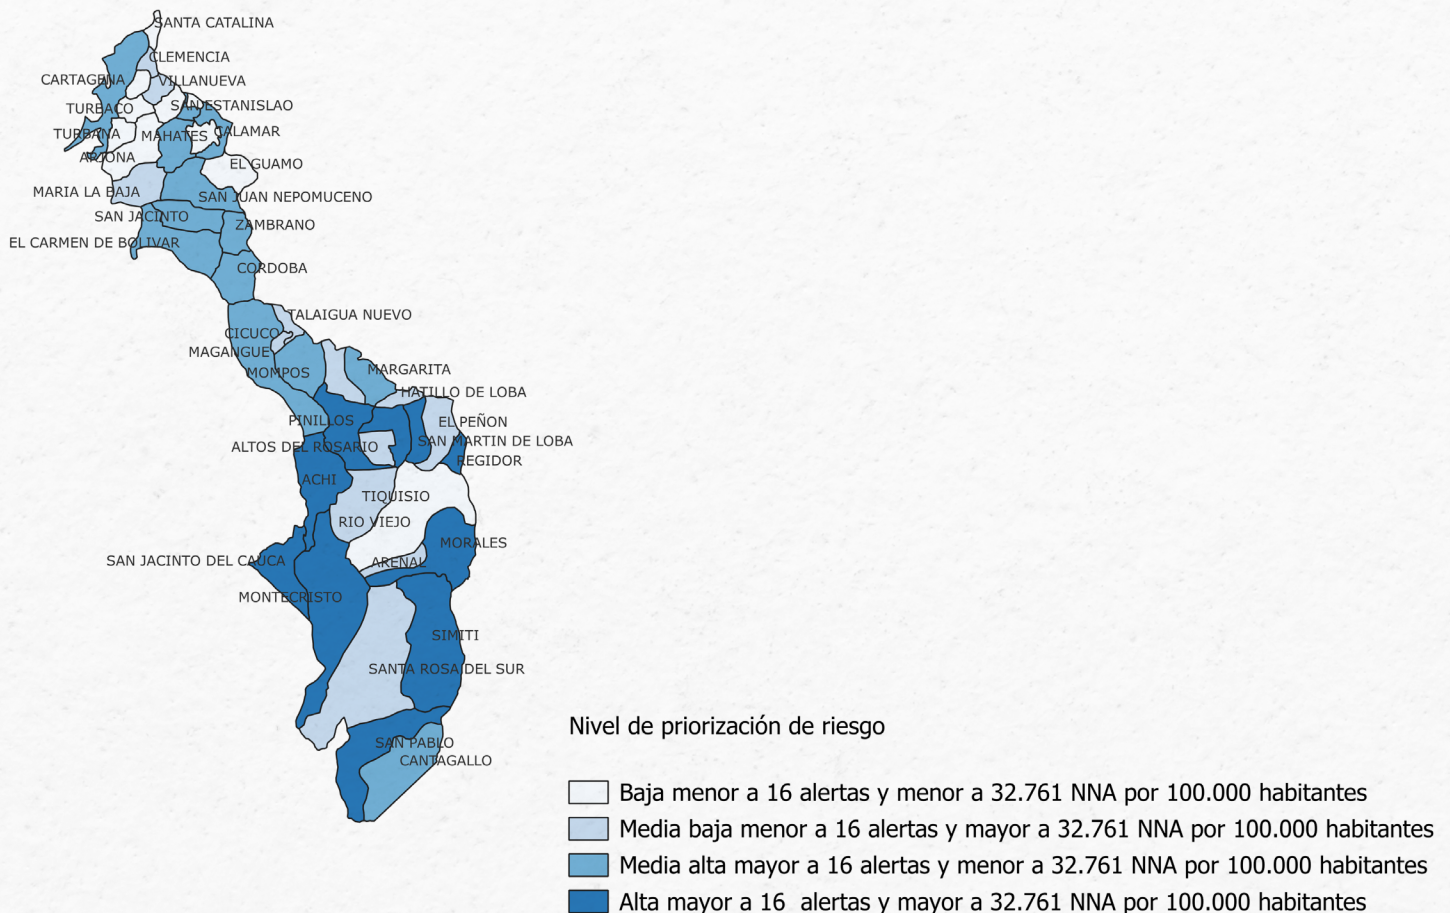 SANTA CATALINA
CLEMENCIA
CARTAGENA
VILLANUEVA
SAN ESTANISLAO
TURBACO
TURBANA
MAHATES
CALAMAR
ARJONA
EL GUAMO
MARIA LA BAJA
SAN JUAN NEPOMUCENO
SAN JACINTO
ZAMBRANO
EL CARMEN DE BOLIVAR
CORDOBA
TALAIGUA NUEVO
CICUCO
MAGANGUE
MOMPOS
MARGARITA
HATILLO DE LOBA
PINILLOS
EL PEÑON
SAN MARTIN DE LOBA
ALTOS DEL ROSARIO
REGIDOR
ACHI
TIQUISIO
RIO VIEJO
MORALES
SAN JACINTO DEL CAUCA
ARENAL
MONTECRISTO
SIMITI
SANTA ROSA DEL SUR
SAN PABLO
CANTAGALLO
Nivel de priorización de riesgo
Baja menor a 16 alertas y menor a 32.761 NNA por 100.000 habitantes
Media baja menor a 16 alertas y mayor a 32.761 NNA por 100.000 habitantes
Media alta mayor a 16 alertas y menor a 32.761 NNA por 100.000 habitantes
Alta mayor a 16 alertas y mayor a 32.761 NNA por 100.000 habitantes